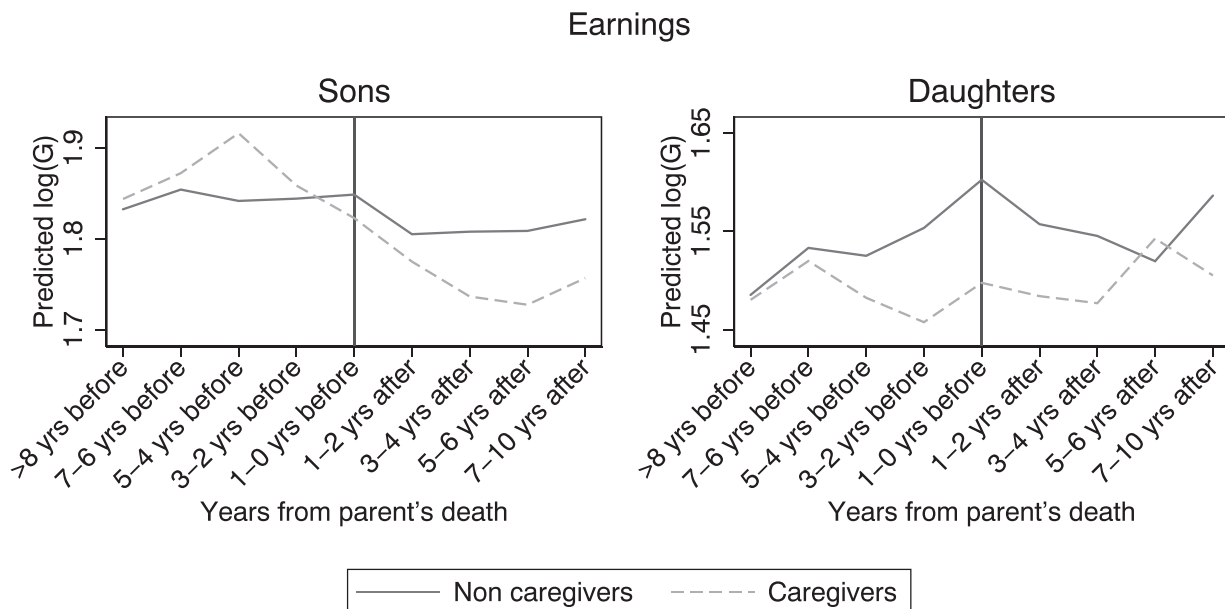 Earnings
Sons
Predicted log(G)
1.9
1.8
1.7
>8 yrs before
7–6 yrs before
5–4 yrs before
3–2 yrs before
1–0 yrs before
1–2 yrs after
3–4 yrs after
5–6 yrs after
7–10 yrs after
Years from parent’s death
Daughters
Predicted log(G)
1.65
1.55
1.45
>8 yrs before
7–6 yrs before
5–4 yrs before
3–2 yrs before
1–0 yrs before
1–2 yrs after
3–4 yrs after
5–6 yrs after
7–10 yrs after
Years from parent’s death
Non caregivers
Caregivers